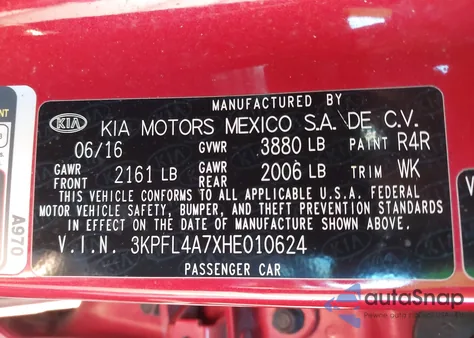 MANUFACTURED BY
KIA KIA MOTORS MEXICO S.A. DE C.V.
06/16 GVWR 3880 LB PAINT R4R
GAWR FRONT 2161 LB GAWR REAR 2006 LB TRIM WK
THIS VEHICLE CONFORMS TO ALL APPLICABLE U.S.A. FEDERAL
MOTOR VEHICLE SAFETY, BUMPER, AND THEFT PREVENTION STANDARDS
IN EFFECT ON THE DATE OF MANUFACTURE SHOWN ABOVE.
V.I.N. 3KPFL4A7XHE010624
PASSENGER CAR
A970
autoSnap